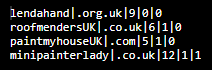 lendahand|.org.uk|9|0|0
roofmendersUK|.co.uk|6|1|0
paintmyhouseUK|.com|5|1|0
minipainterlady|.co.uk|12|1|1